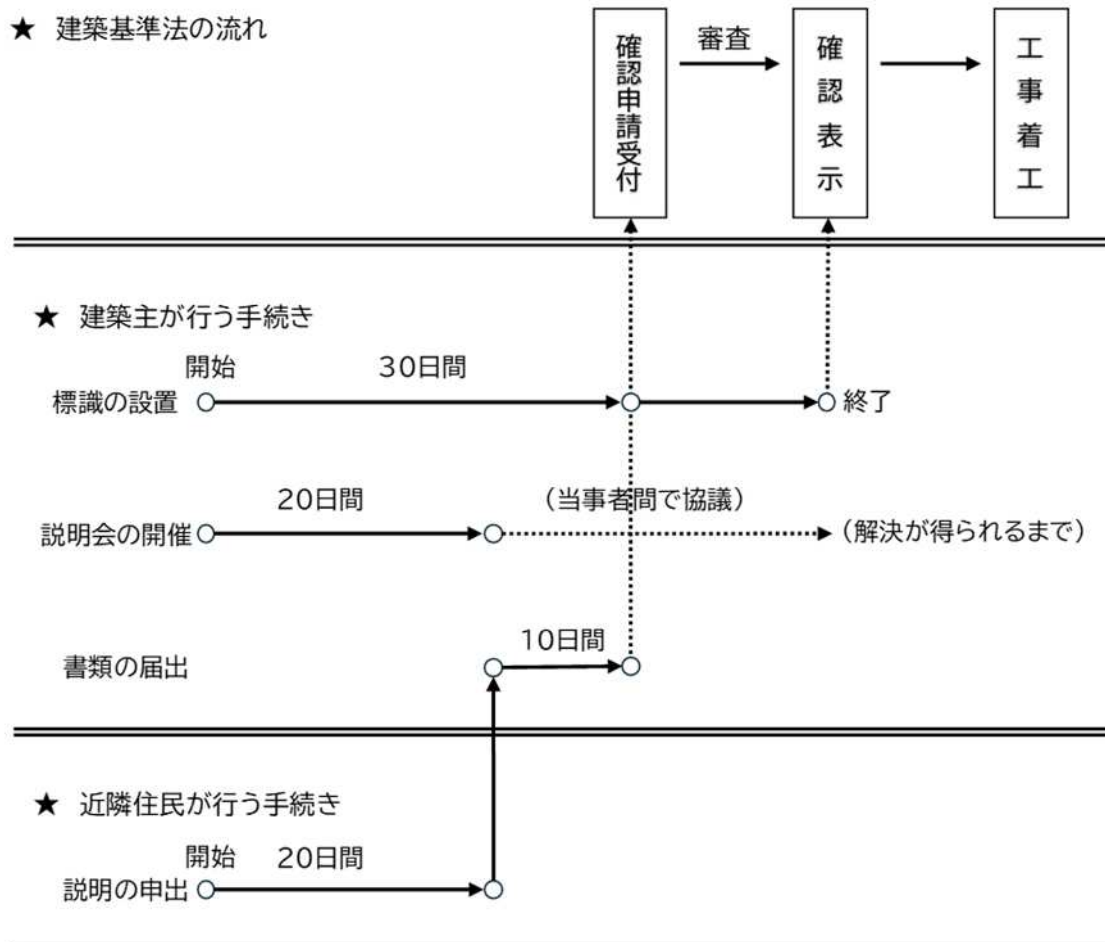 ★ 建築基準法の流れ
確認申請受付
審査
確認表示
工事着工
★ 建築主が行う手続き
開始
30日間
標識の設置
終了
20日間
（当事者間で協議）
説明会の開催
（解決が得られるまで）
10日間
書類の届出
★ 近隣住民が行う手続き
開始
20日間
説明の申出